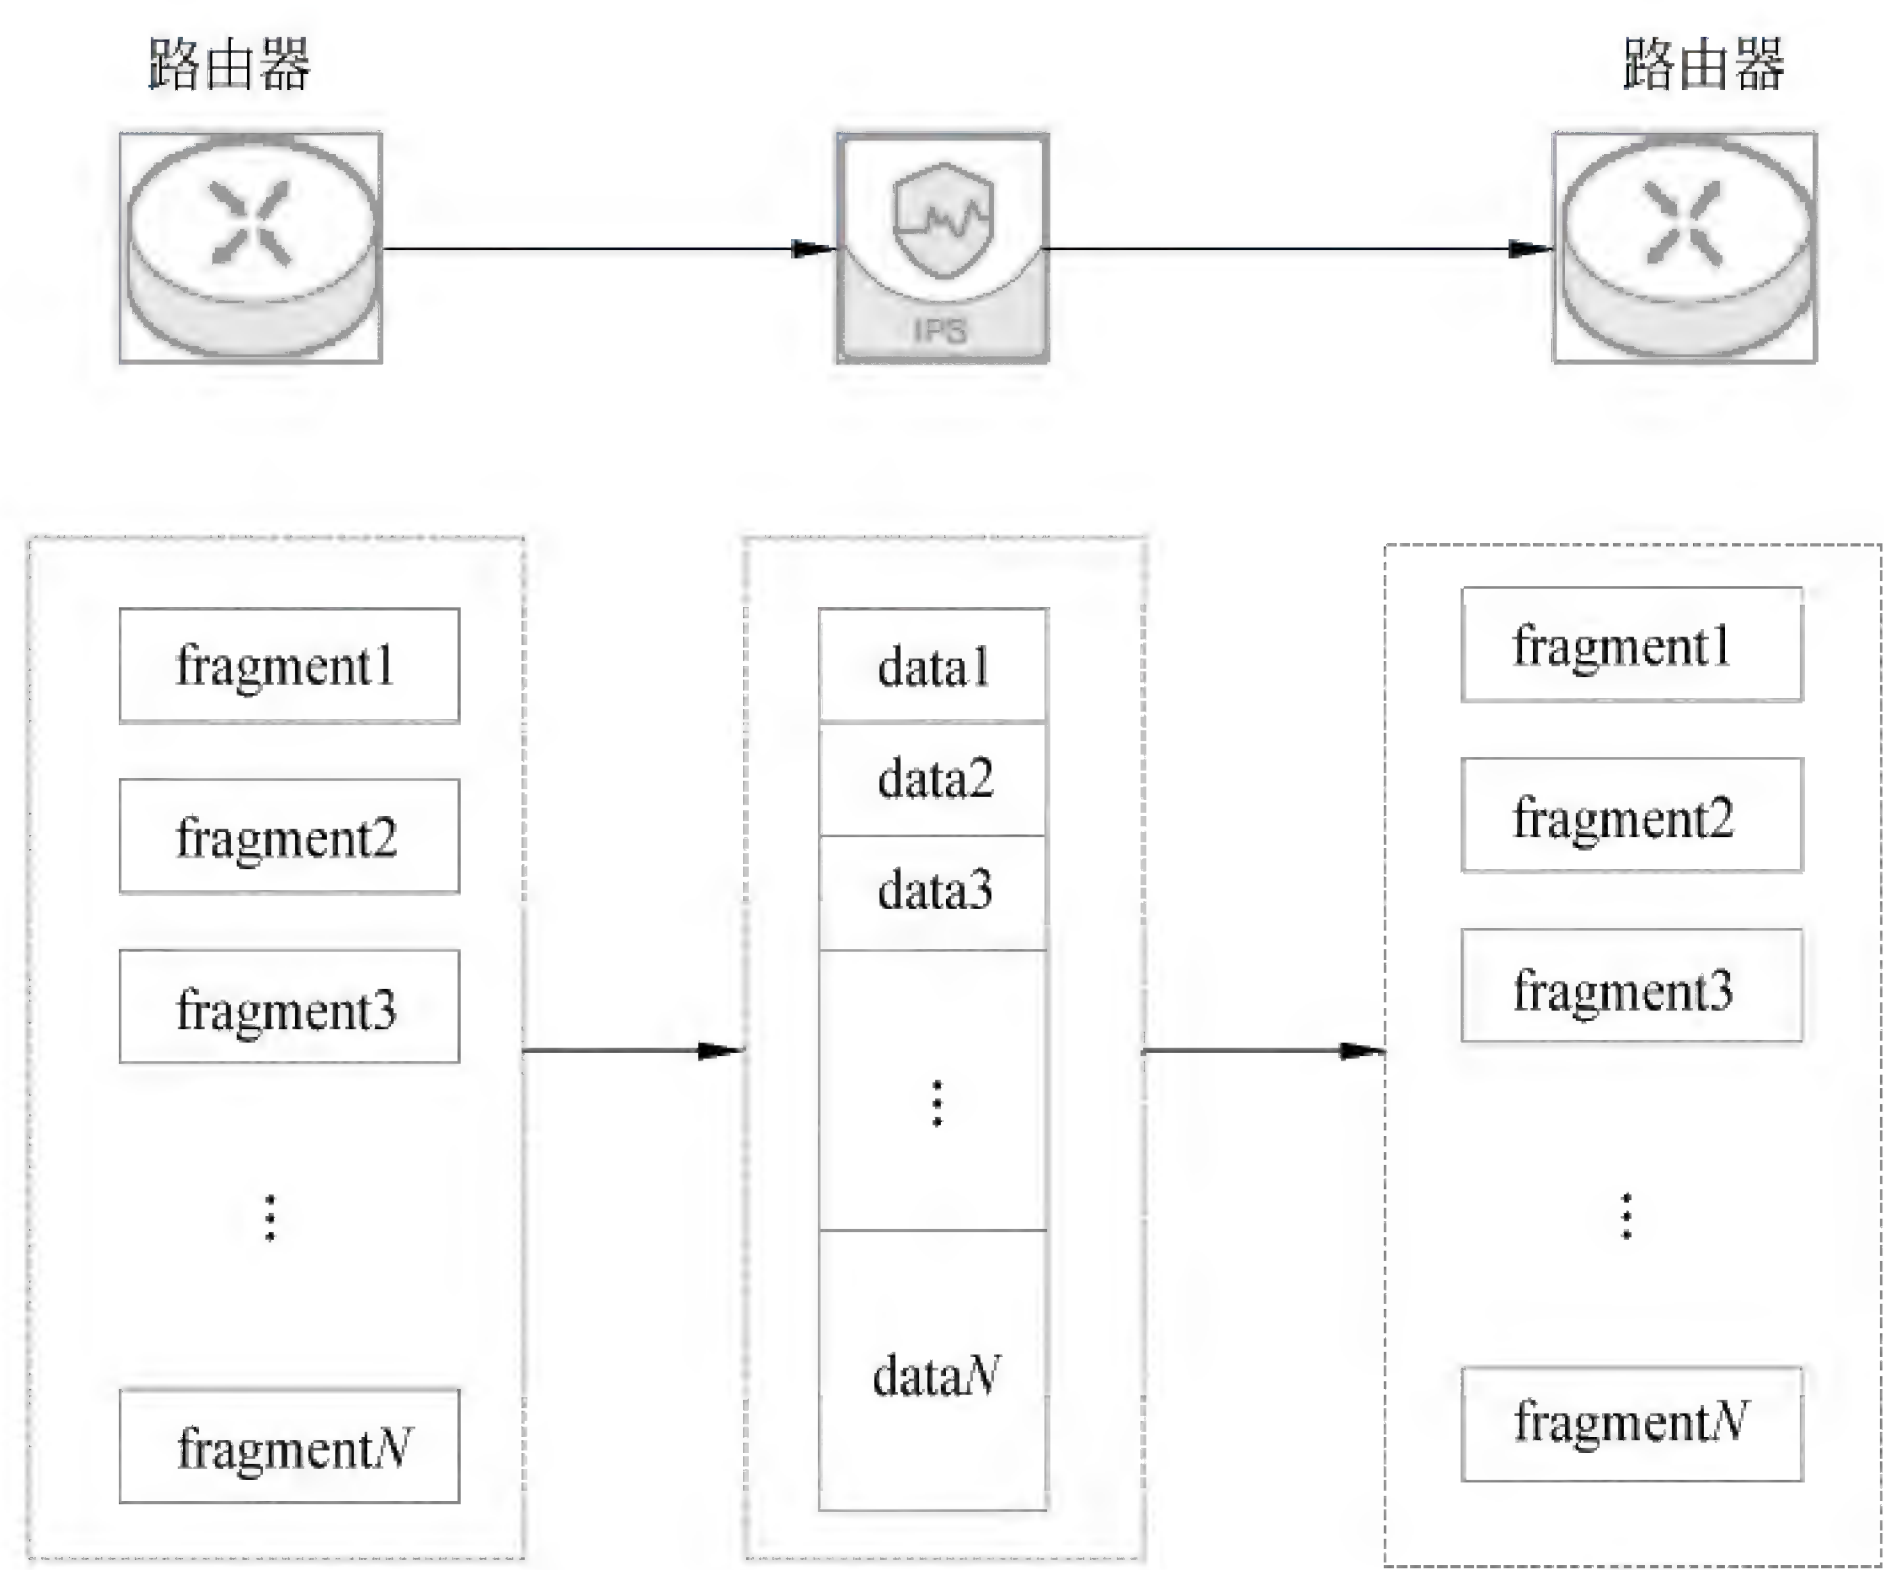 路由器
路由器
IPS
fragment1
fragment2
fragment3
⋮
fragmentN
data1
data2
data3
⋮
dataN
fragment1
fragment2
fragment3
⋮
fragmentN